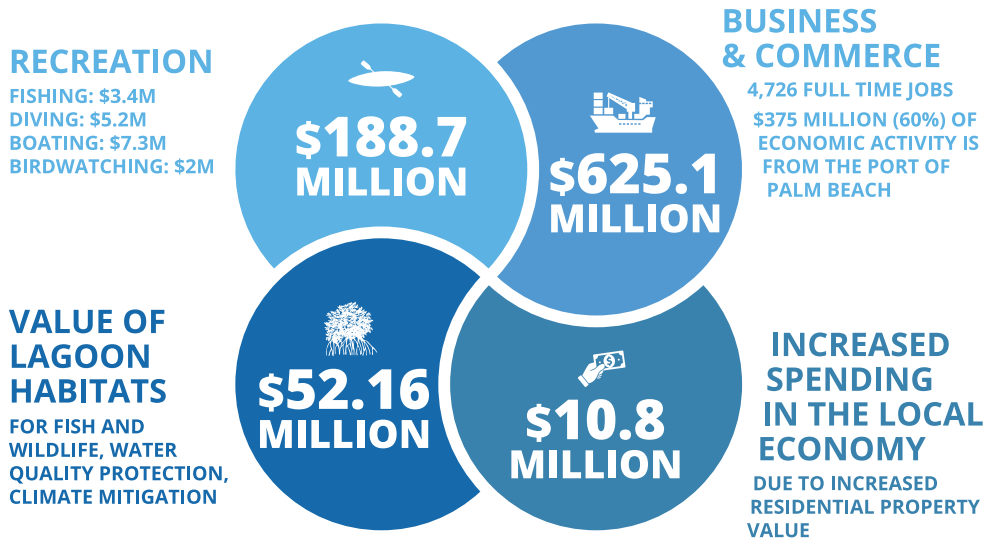 RECREATION
FISHING: $3.4M
DIVING: $5.2M
BOATING: $7.3M
BIRDWATCHING: $2M
$188.7
MILLION
BUSINESS
& COMMERCE
4,726 FULL TIME JOBS
$375 MILLION (60%) OF
ECONOMIC ACTIVITY IS
FROM THE PORT OF
PALM BEACH
$625.1
MILLION
VALUE OF
LAGOON
HABITATS
FOR FISH AND
WILDLIFE, WATER
QUALITY PROTECTION,
CLIMATE MITIGATION
$52.16
MILLION
$10.8
MILLION
INCREASED
SPENDING
IN THE LOCAL
ECONOMY
DUE TO INCREASED
RESIDENTIAL PROPERTY
VALUE